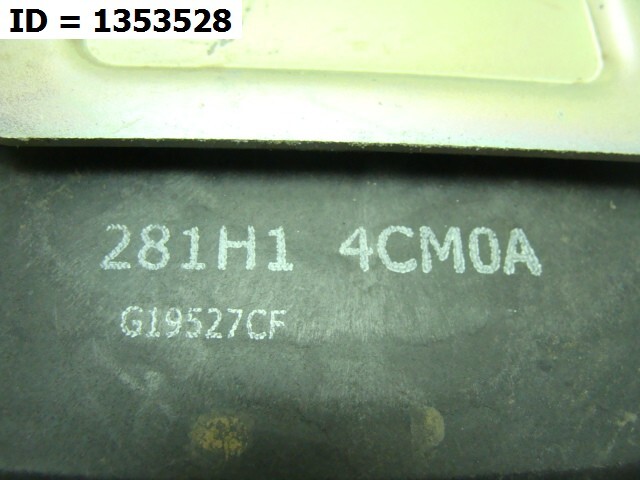 ID = 1353528
281H1 4CM0A
G19527CF